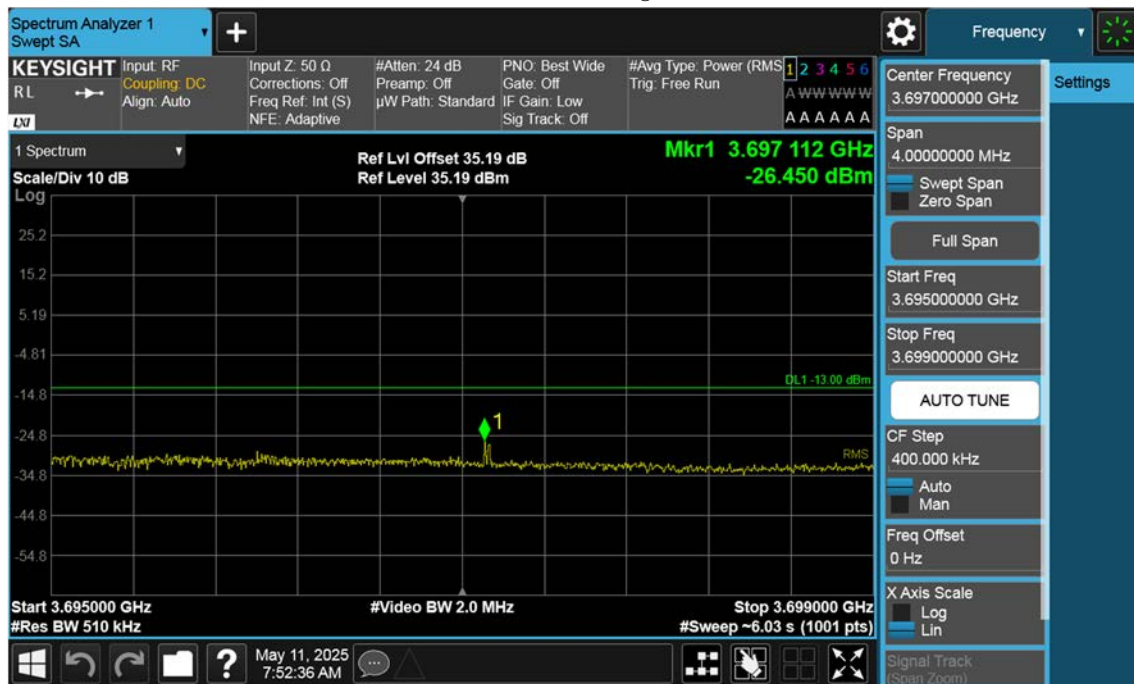 Spectrum Analyzer 1
Swept SA
+
Frequency
KEYSIGHT
RL
LXI
Input: RF
Coupling: DC
Align: Auto
Input Z: 50 Ω
Corrections: Off
Freq Ref: Int (S)
NFE: Adaptive
#Atten: 24 dB
Preamp: Off
µW Path: Standard
PNO: Best Wide
Gate: Off
IF Gain: Low
Sig Track: Off
#Avg Type: Power (RMS
Trig: Free Run
1 2 3 4 5 6
A W W W W W
A A A A A A
1 Spectrum
Scale/Div 10 dB
Ref Lvl Offset 35.19 dB
Ref Level 35.19 dBm
Mkr1 3.697 112 GHz
-26.450 dBm
Log
25.2
15.2
5.19
-4.81
-14.8
-24.8
-34.8
-44.8
-54.8
DL1 -13.00 dBm
1
RMS
Start 3.695000 GHz
#Res BW 510 kHz
#Video BW 2.0 MHz
Stop 3.699000 GHz
#Sweep ~6.03 s (1001 pts)
Center Frequency
3.697000000 GHz
Span
4.00000000 MHz
Swept Span
Zero Span
Full Span
Start Freq
3.695000000 GHz
Stop Freq
3.699000000 GHz
AUTO TUNE
CF Step
400.000 kHz
Auto
Man
Freq Offset
0 Hz
X Axis Scale
Log
Lin
Signal Track
(Span Zoom)
Settings
?
May 11, 2025
7:52:36 AM